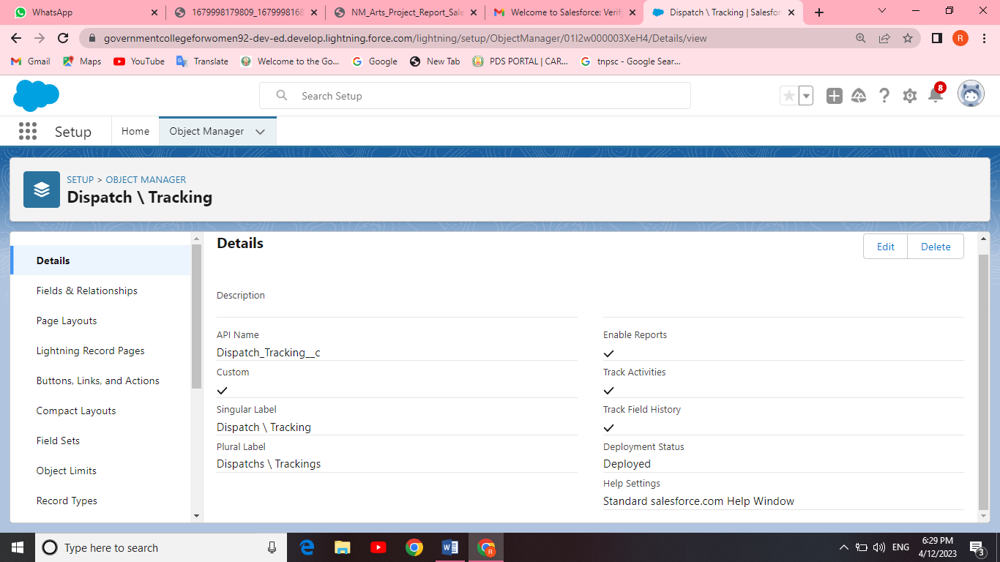 WhatsApp
1679998179809_1679998168
NM_Arts_Project_Report_Sale
Welcome to Salesforce: Verify
Dispatch \ Tracking | Salesfor
governmentcollegeforwomen92-dev-ed.develop.lightning.force.com/lightning/setup/ObjectManager/01I2w000003XeH4/Details/view
R
Gmail
Maps
YouTube
Translate
Welcome to the Go...
Google
New Tab
PDS PORTAL | CAR...
tnpsc - Google Sear...
Search Setup
8
Setup
Home
Object Manager
SETUP > OBJECT MANAGER
Dispatch \ Tracking
Details
Fields & Relationships
Page Layouts
Lightning Record Pages
Buttons, Links, and Actions
Compact Layouts
Field Sets
Object Limits
Record Types
Details
Edit
Delete
Description
API Name
Dispatch_Tracking__c
Custom
Singular Label
Dispatch \ Tracking
Plural Label
Dispatchs \ Trackings
Enable Reports
Track Activities
Track Field History
Deployment Status
Deployed
Help Settings
Standard salesforce.com Help Window
Type here to search
ENG
6:29 PM
4/12/2023
3